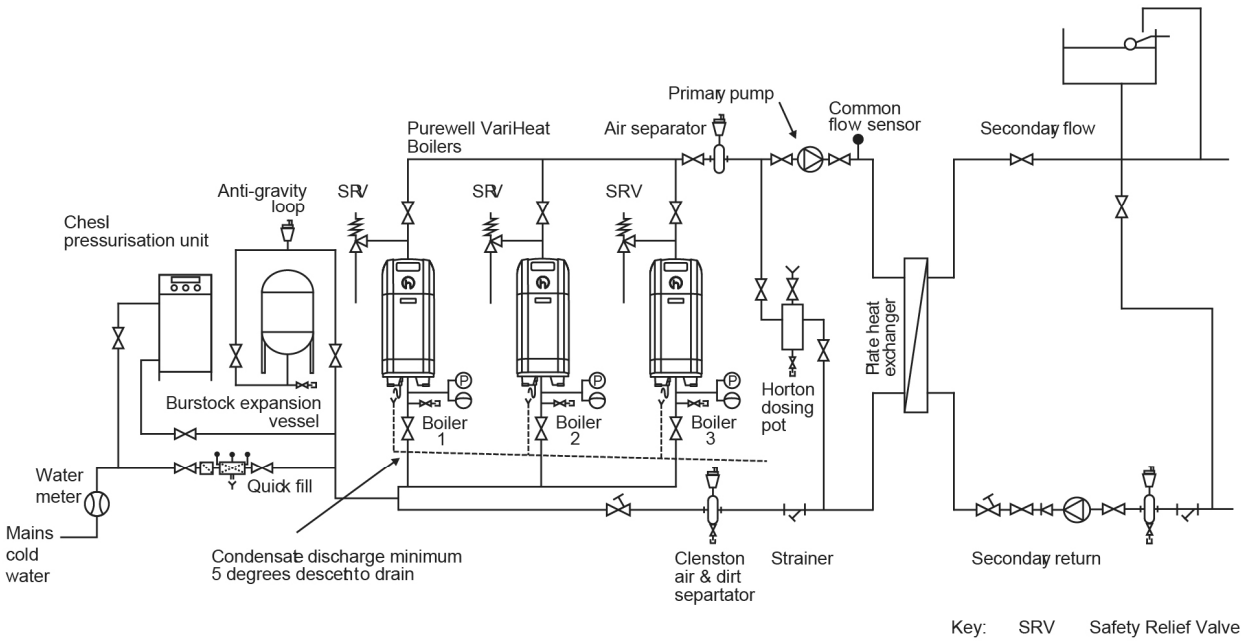 Primary pump
Common
flow sensor
Purewell VariHeat
Boilers
Air separator
Secondary flow
Anti-gravity
loop
SRV
SRV
SRV
Chesil
pressurisation unit
Plate heat
exchanger
Burstock expansion
vessel
P
P
P
Boiler
1
Boiler
2
Boiler
3
Horton
dosing
pot
Water
meter
Quick fill
Mains
cold
water
Condensate discharge minimum
5 degrees descent to drain
Clenston
air & dirt
separtator
Strainer
Secondary return
Key: SRV Safety Relief Valve